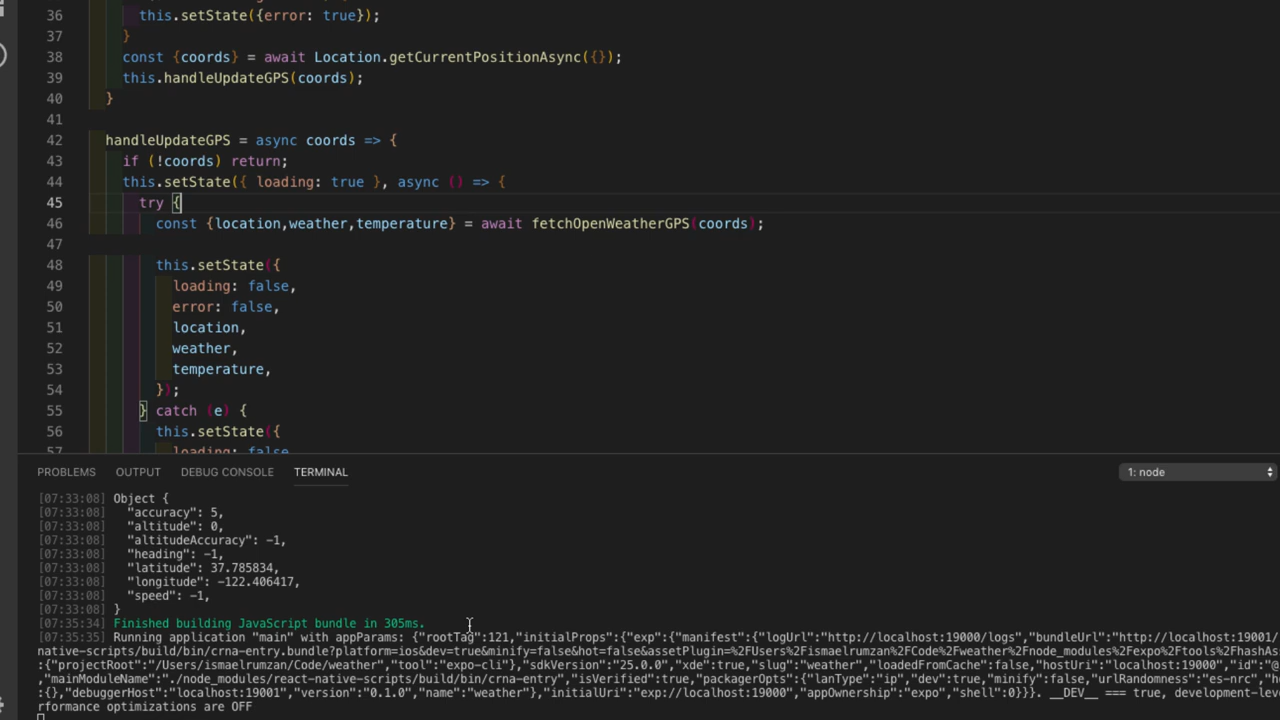 36 this.setState({error: true});
37 }
38 const {coords} = await Location.getCurrentPositionAsync({});
39 this.handleUpdateGPS(coords);
40 }
41
42 handleUpdateGPS = async coords => {
43 if (!coords) return;
44 this.setState({ loading: true }, async () => {
45 try {
46 const {location,weather,temperature} = await fetchOpenWeatherGPS(coords);
47
48 this.setState({
49 loading: false,
50 error: false,
51 location,
52 weather,
53 temperature,
54 });
55 } catch (e) {
56 this.setState({
57 loading: false
PROBLEMS OUTPUT DEBUG CONSOLE TERMINAL 1: node
[07:33:08] Object {
[07:33:08] "accuracy": 5,
[07:33:08] "altitude": 0,
[07:33:08] "altitudeAccuracy": -1,
[07:33:08] "heading": -1,
[07:33:08] "latitude": 37.785834,
[07:33:08] "longitude": -122.406417,
[07:33:08] "speed": -1,
[07:33:08] }
[07:35:34] Finished building JavaScript bundle in 305ms.
[07:35:35] Running application "main" with appParams: {"rootTag":121,"initialProps":{"exp":{"manifest":{"logUrl":"http://localhost:19000/logs","bundleUrl":"http://localhost:19001/
native-scripts/build/bin/crna-entry.bundle?platform=ios&dev=true&minify=false&hot=false&assetPlugin=%2FUsers%2Fismaelrumzan%2FCode%2Fweather%2Fnode_modules%2Fexpo%2Ftools%2FhashAss
:{"projectRoot":"/Users/ismaelrumzan/Code/weather","tool":"expo-cli"},"sdkVersion":"25.0.0","xde":true,"slug":"weather","loadedFromCache":false,"hostUri":"localhost:19000","id":"@
,"mainModuleName":"./node_modules/react-native-scripts/build/bin/crna-entry","isVerified":true,"packagerOpts":{"lanType":"ip","dev":true,"minify":false,"urlRandomness":"es-nrc","h
:{},"debuggerHost":"localhost:19001","version":"0.1.0","name":"weather"},"initialUri":"exp://localhost:19000","appOwnership":"expo","shell":0}}}. __DEV__ === true, development-leve
rformance optimizations are OFF